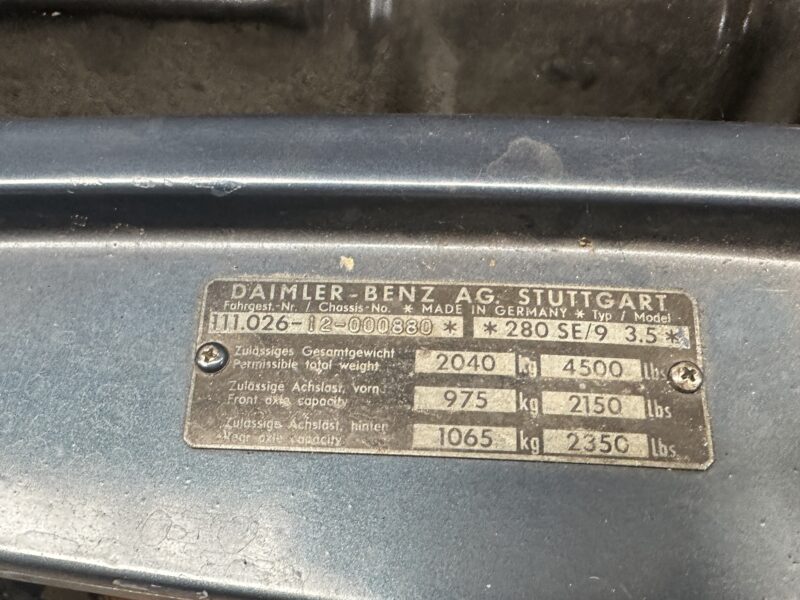 DAIMLER-BENZ AG. STUTTGART
Fahrgest.-Nr. / Chassis-No. * MADE IN GERMANY * Typ / Model
111.026-12-000880 * * 280 SE/9 3.5 *
Zulässiges Gesamtgewicht
Permissible total weight 2040 kg 4500 lbs
Zulässige Achslast, vorn
Front axle capacity 975 kg 2150 lbs
Zulässige Achslast, hinten
Rear axle capacity 1065 kg 2350 lbs